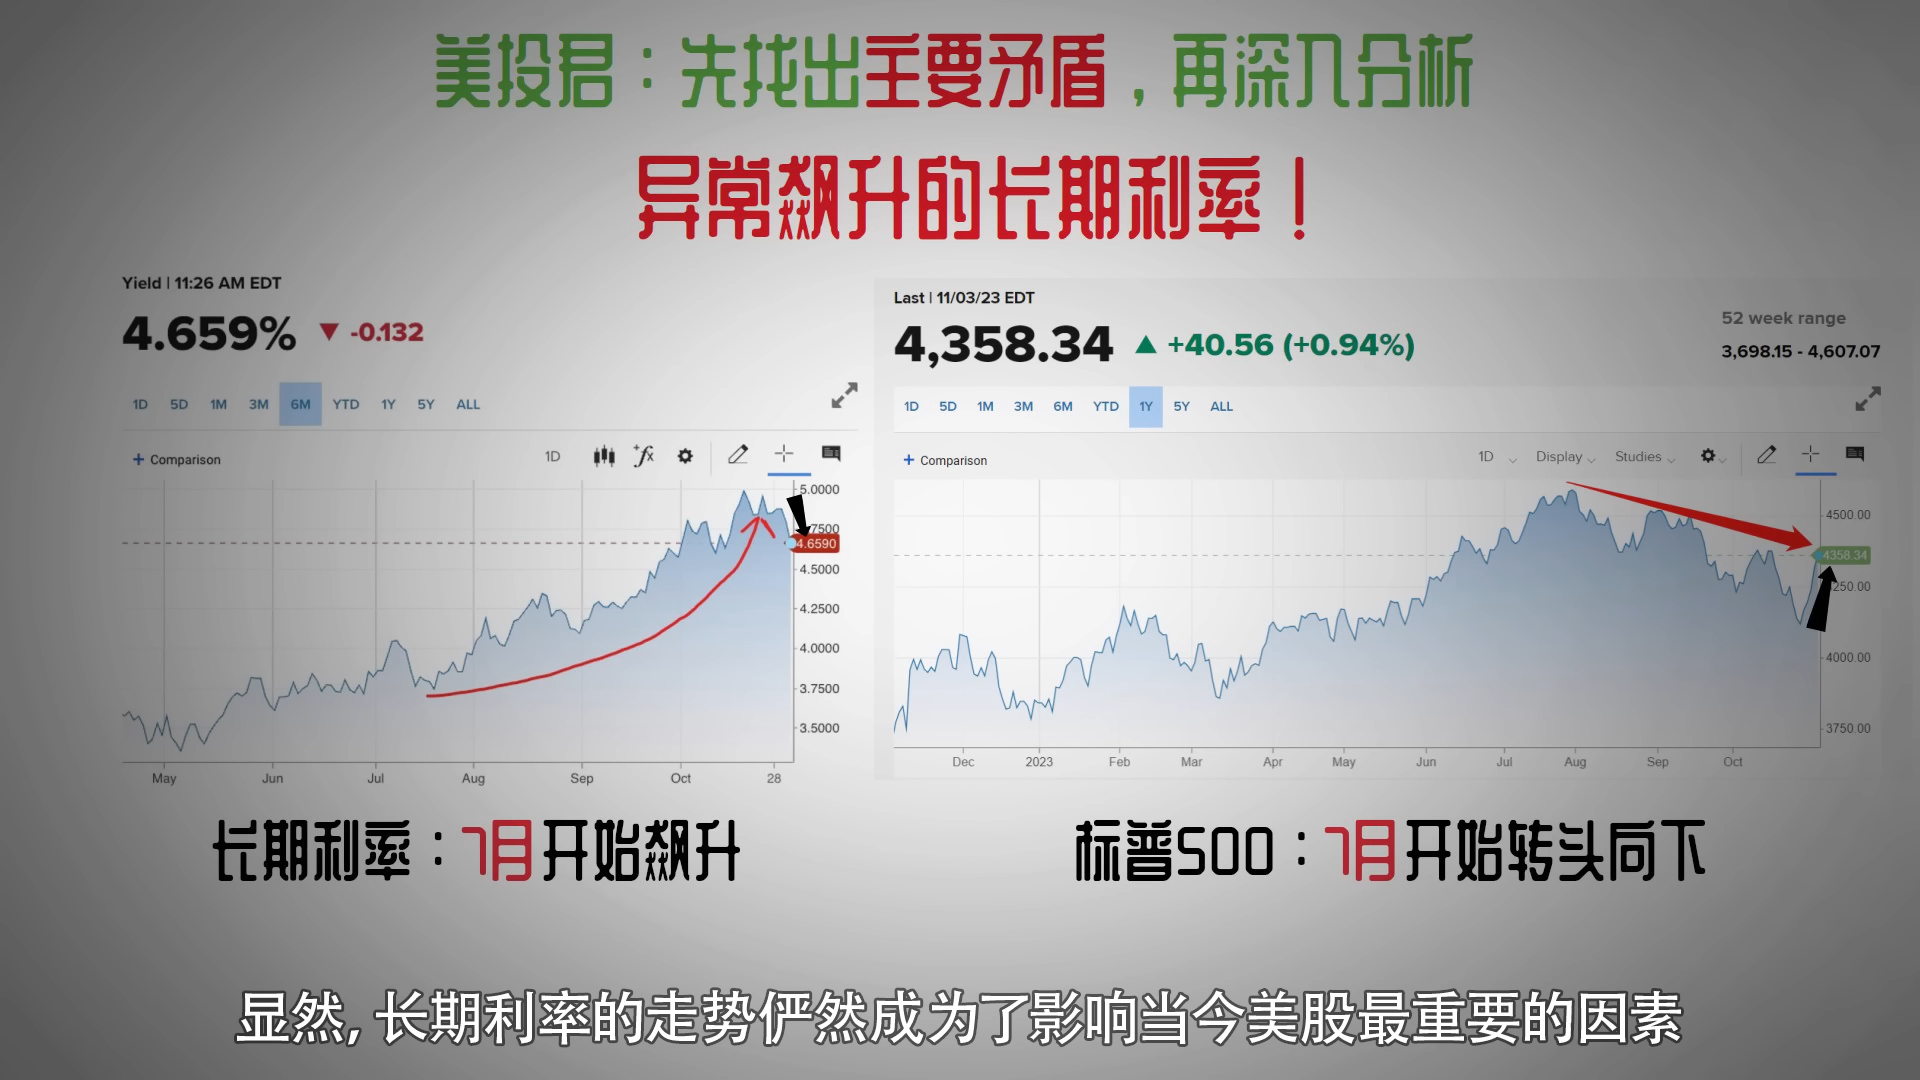 美投君：先找出主要矛盾，再深入分析
异常飙升的长期利率！
Yield | 11:26 AM EDT
4.659% ▼ -0.132
1D 5D 1M 3M 6M YTD 1Y 5Y ALL
+ Comparison
1D
5.0000
7500
4.6590
4.5000
4.2500
4.0000
3.7500
3.5000
May Jun Jul Aug Sep Oct 28
Last | 11/03/23 EDT
4,358.34 ▲ +40.56 (+0.94%)
52 week range
3,698.15 - 4,607.07
1D 5D 1M 3M 6M YTD 1Y 5Y ALL
+ Comparison
1D Display Studies
4500.00
4358.34
250.00
4000.00
3750.00
Dec 2023 Feb Mar Apr May Jun Jul Aug Sep Oct
长期利率：7月开始飙升
标普500：7月开始转头向下
显然, 长期利率的走势俨然成为了影响当今美股最重要的因素